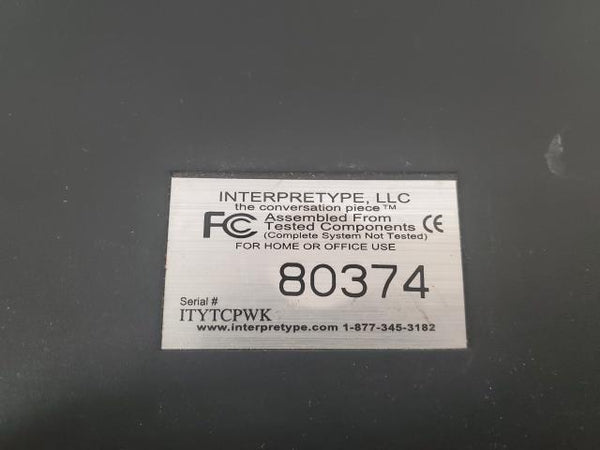 INTERPRETYPE, LLC
the conversation piece™
FC Assembled From
Tested Components CE
(Complete System Not Tested)
FOR HOME OR OFFICE USE
80374
Serial #
ITYTCPWK
www.interpretype.com 1-877-345-3182